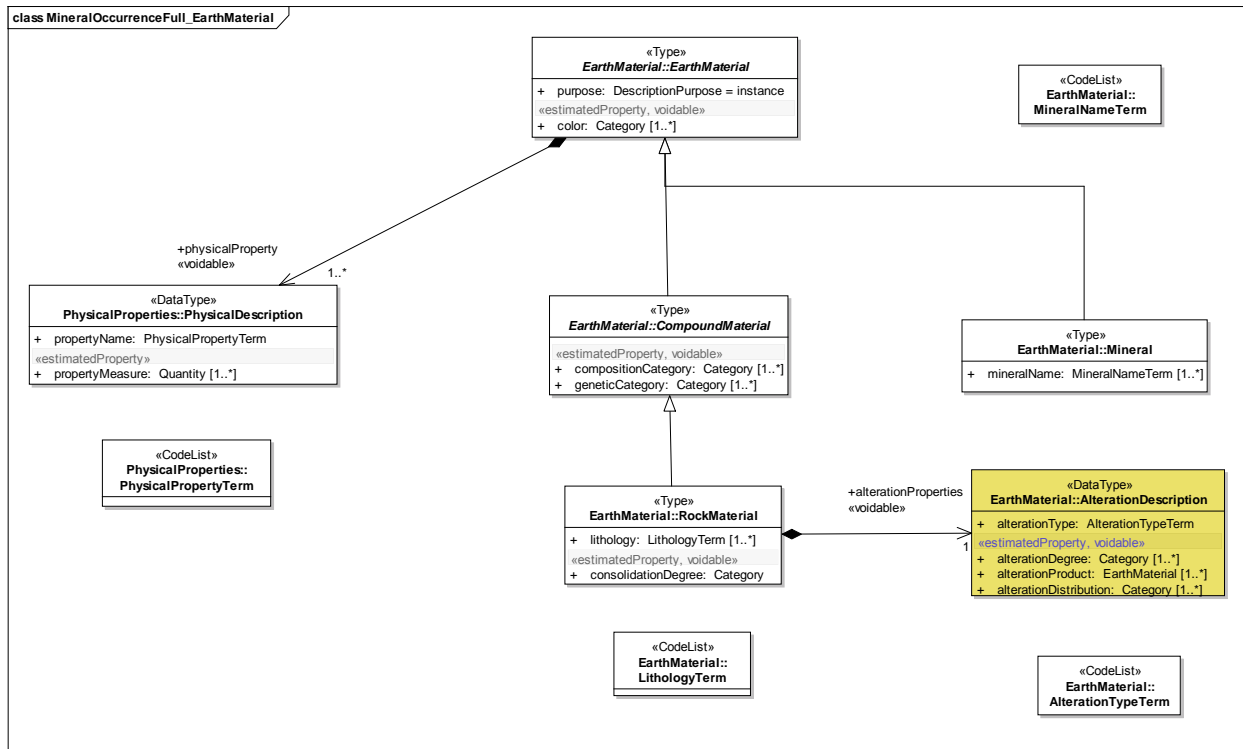 class MineralOccurrenceFull_EarthMaterial
«Type»
EarthMaterial::EarthMaterial
+ purpose: DescriptionPurpose = instance
«estimatedProperty, voidable»
+ color: Category [1..*]
«CodeList»
EarthMaterial::
MineralNameTerm
+physicalProperty
«voidable»
1..*
«DataType»
PhysicalProperties::PhysicalDescription
+ propertyName: PhysicalPropertyTerm
«estimatedProperty»
+ propertyMeasure: Quantity [1..*]
«Type»
EarthMaterial::CompoundMaterial
«estimatedProperty, voidable»
+ compositionCategory: Category [1..*]
+ geneticCategory: Category [1..*]
«Type»
EarthMaterial::Mineral
+ mineralName: MineralNameTerm [1..*]
«CodeList»
PhysicalProperties::
PhysicalPropertyTerm
«Type»
EarthMaterial::RockMaterial
+ lithology: LithologyTerm [1..*]
«estimatedProperty, voidable»
+ consolidationDegree: Category
+alterationProperties
«voidable»
1
«DataType»
EarthMaterial::AlterationDescription
+ alterationType: AlterationTypeTerm
«estimatedProperty, voidable»
+ alterationDegree: Category [1..*]
+ alterationProduct: EarthMaterial [1..*]
+ alterationDistribution: Category [1..*]
«CodeList»
EarthMaterial::
LithologyTerm
«CodeList»
EarthMaterial::
AlterationTypeTerm